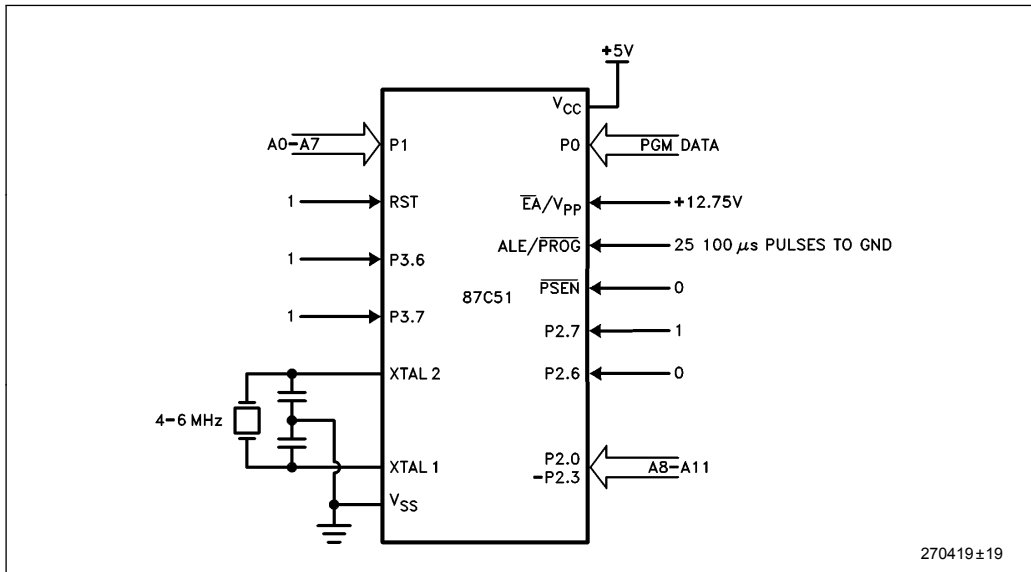 +5V
VCC
A0–A7
P1
P0
PGM DATA
1
RST
EA/VPP
+12.75V
ALE/PROG
25 100 μs PULSES TO GND
1
P3.6
PSEN
0
87C51
1
P3.7
P2.7
1
XTAL 2
P2.6
0
4–6 MHz
XTAL 1
P2.0
–P2.3
A8–A11
VSS
270419±19